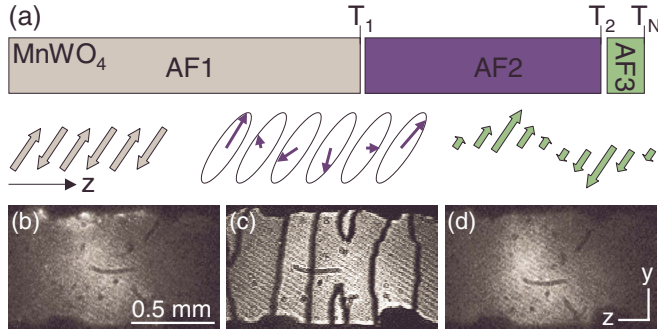 (a)
T1
T2
TN
MnWO4
AF1
AF2
AF3
z
(b)
(c)
(d)
0.5 mm
y
z